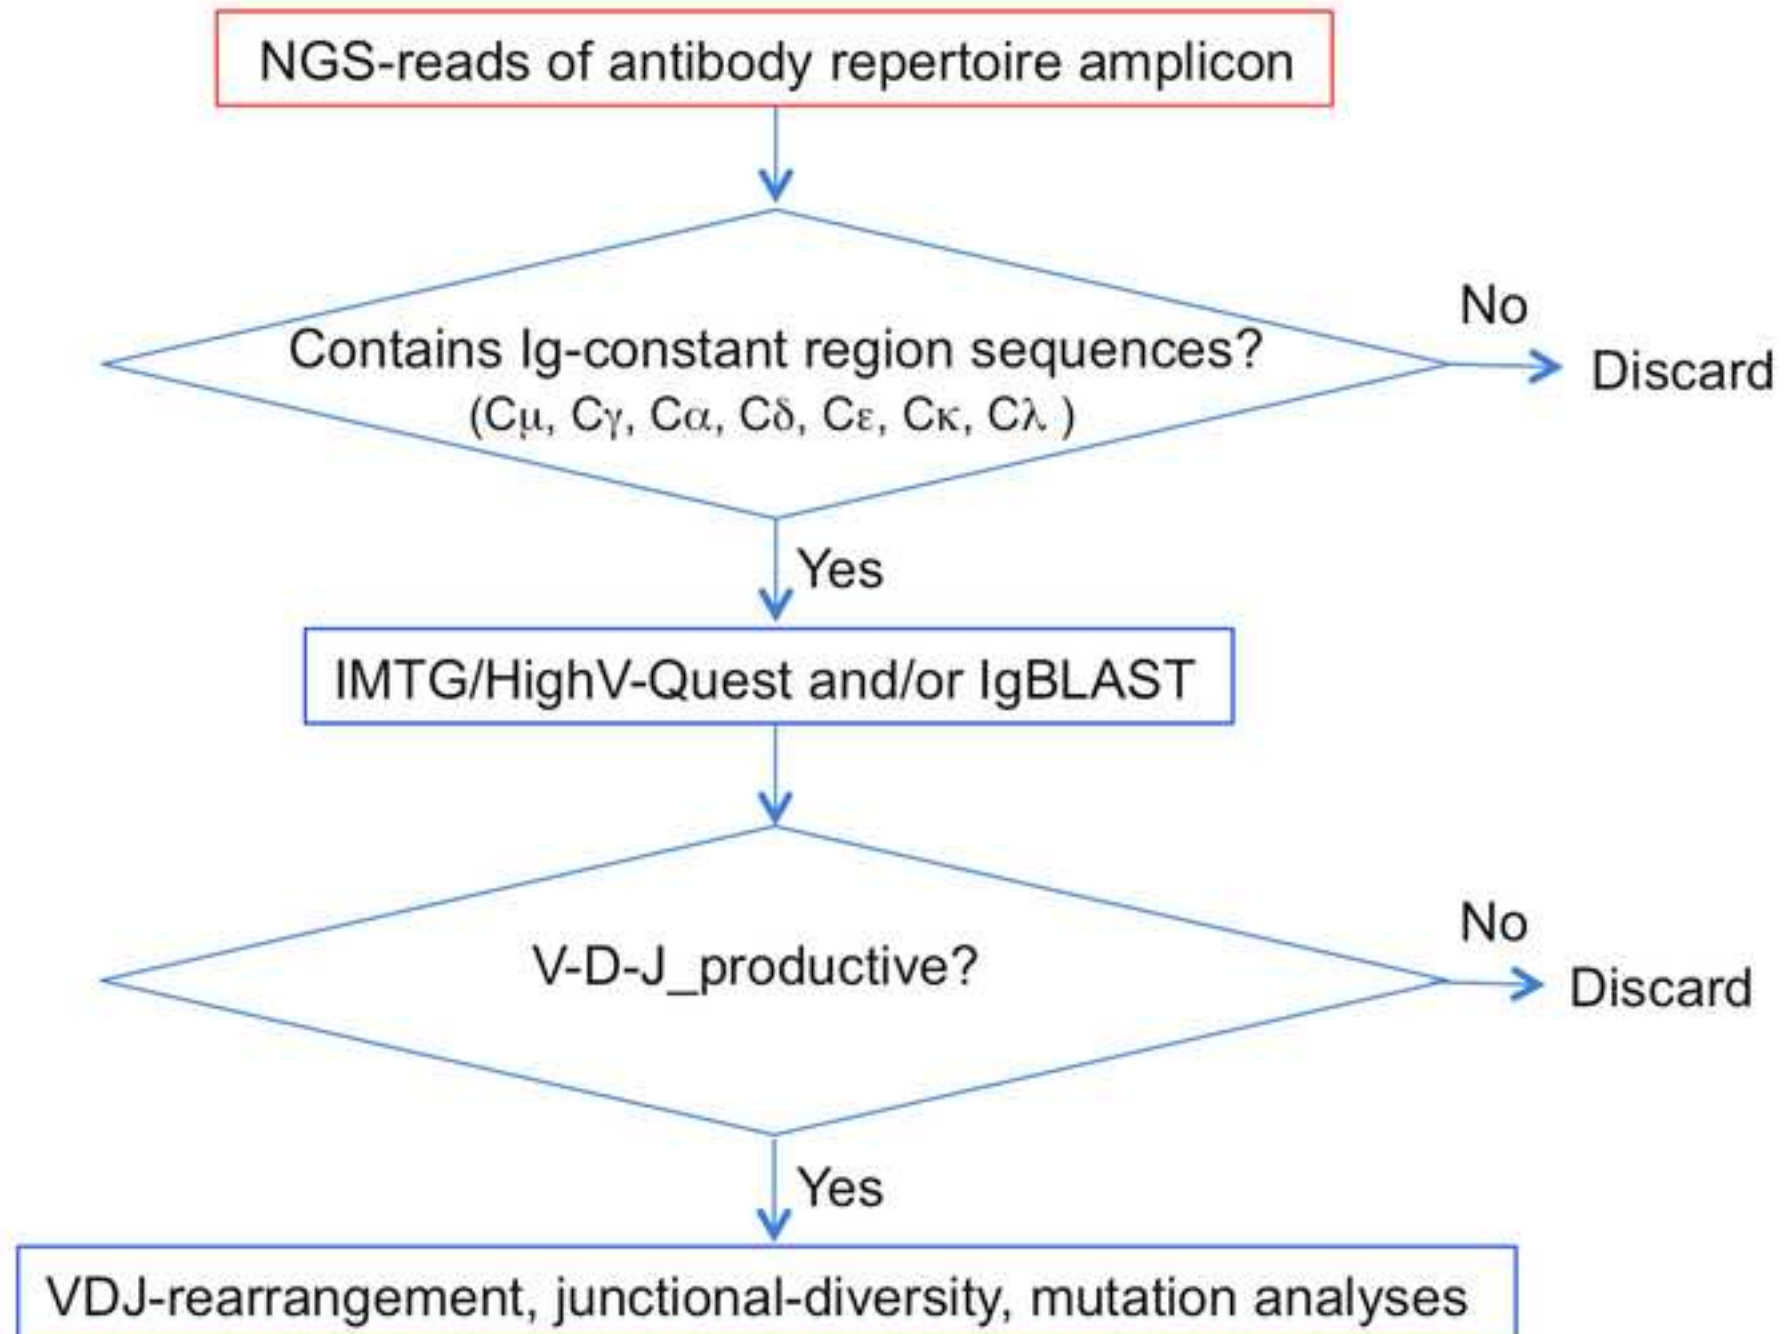 NGS-reads of antibody repertoire amplicon
Contains Ig-constant region sequences?
(Cμ, Cγ, Cα, Cδ, Cε, Cκ, Cλ )
No
Discard
Yes
IMTG/HighV-Quest and/or IgBLAST
V-D-J_productive?
No
Discard
Yes
VDJ-rearrangement, junctional-diversity, mutation analyses